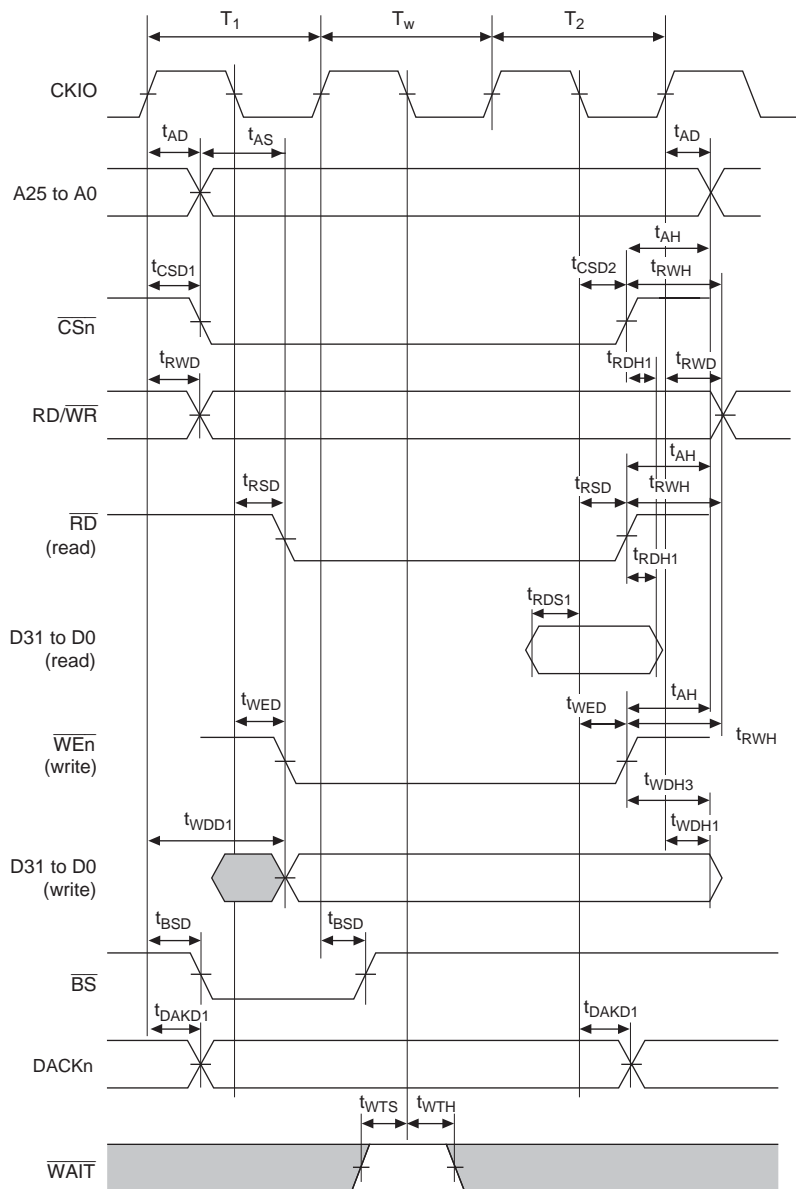 T1 Tw T2
CKIO
tAD tAS tAD
A25 to A0
tAH
tCSD1 tCSD2 tRWH
CSn
tRWD tRDH1 tRWD
RD/WR
tAH
tRSD tRSD tRWH
RD
(read)
tRDH1
tRDS1
D31 to D0
(read)
tAH
tWED tWED
tRWH
WEn
(write)
tWDH3
tWDD1 tWDH1
D31 to D0
(write)
tBSD tBSD
BS
tDAKD1 tDAKD1
DACKn
tWTS tWTH
WAIT